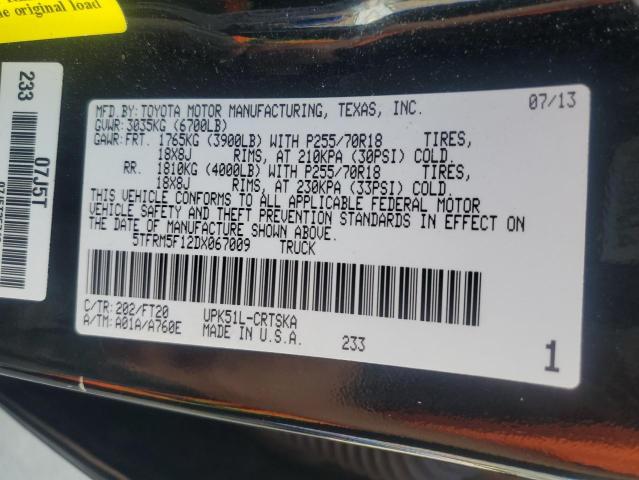 he original load
233
07J5T
MFD.BY: TOYOTA MOTOR MANUFACTURING, TEXAS, INC. 07/13
GVWR: 3035KG (6700LB)
GAWR: FRT. 1765KG (3900LB) WITH P255/70R18 TIRES,
18X8J RIMS, AT 210KPA (30PSI) COLD.
RR. 1810KG (4000LB) WITH P255/70R18 TIRES,
18X8J RIMS, AT 230KPA (33PSI) COLD.
THIS VEHICLE CONFORMS TO ALL APPLICABLE FEDERAL MOTOR
VEHICLE SAFETY AND THEFT PREVENTION STANDARDS IN EFFECT ON
THE DATE OF MANUFACTURE SHOWN ABOVE.
5TFRM5F12DX067009 TRUCK
C/TR: 202/FT20 UPK51L-CRTSKA
A/TM: A01A/A760E MADE IN U.S.A. 233 1